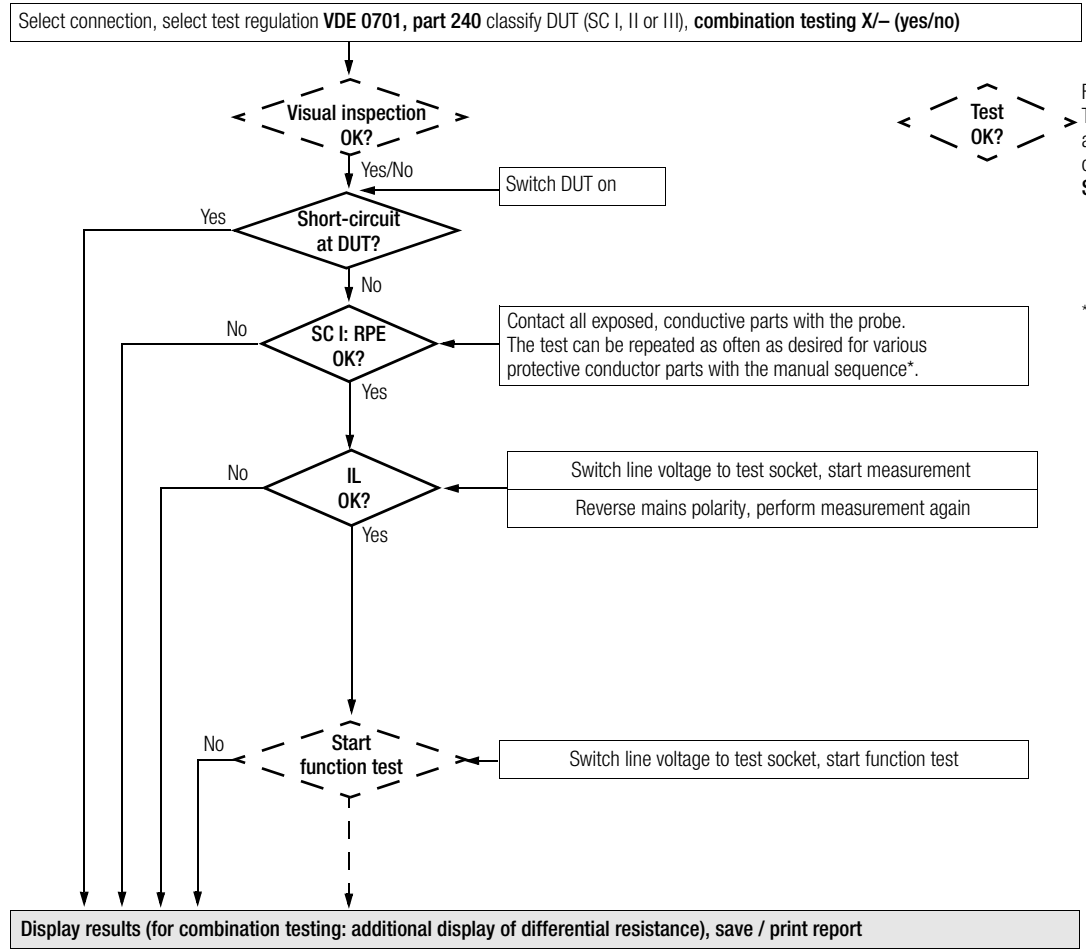 Select connection, select test regulation VDE 0701, part 240 classify DUT (SC I, II or III), combination testing X/– (yes/no)
Visual inspection
OK?
Test
OK?
Yes/No
Switch DUT on
Yes
Short-circuit
at DUT?
No
*
No
SC I: RPE
OK?
Contact all exposed, conductive parts with the probe.
The test can be repeated as often as desired for various
protective conductor parts with the manual sequence*.
Yes
No
IL
OK?
Switch line voltage to test socket, start measurement
Reverse mains polarity, perform measurement again
Yes
No
Start
function test
Switch line voltage to test socket, start function test
Display results (for combination testing: additional display of differential resistance), save / print report